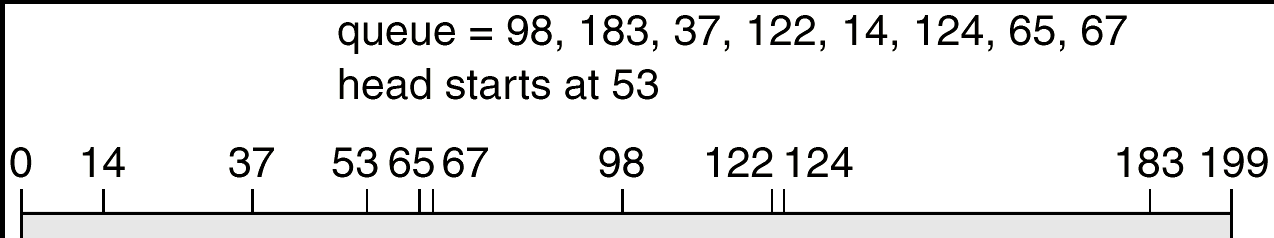 queue = 98, 183, 37, 122, 14, 124, 65, 67
head starts at 53
0 14 37 53 65 67 98 122 124 183 199